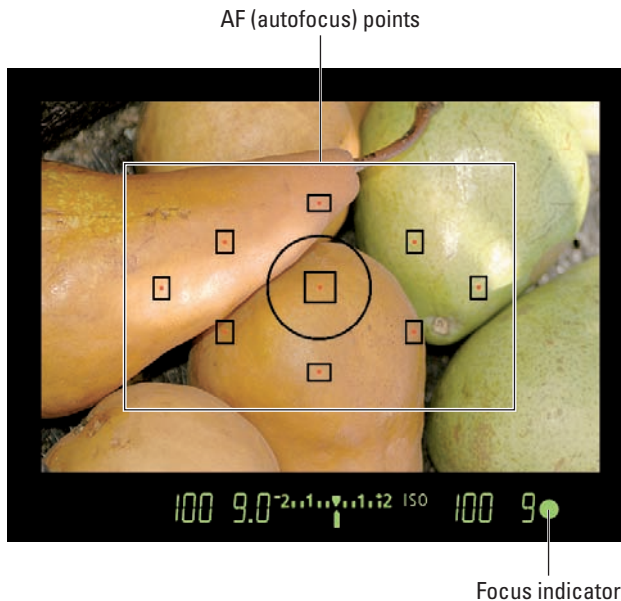 AF (autofocus) points
100 9.0 -2..1..▼..1..+2 ISO 100 9
Focus indicator